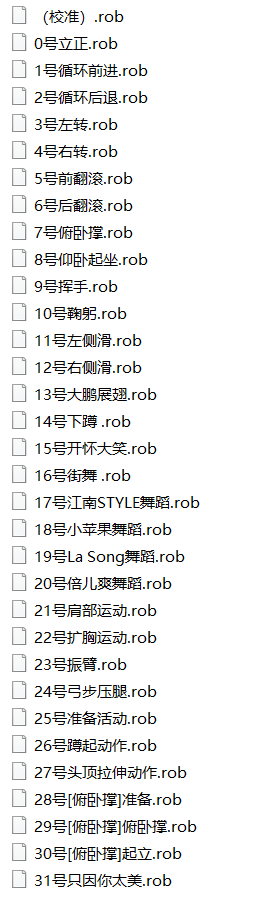 （校准）.rob
0号立正.rob
1号循环前进.rob
2号循环后退.rob
3号左转.rob
4号右转.rob
5号前翻滚.rob
6号后翻滚.rob
7号俯卧撑.rob
8号仰卧起坐.rob
9号挥手.rob
10号鞠躬.rob
11号左侧滑.rob
12号右侧滑.rob
13号大鹏展翅.rob
14号下蹲 .rob
15号开怀大笑.rob
16号街舞 .rob
17号江南STYLE舞蹈.rob
18号小苹果舞蹈.rob
19号La Song舞蹈.rob
20号倍儿爽舞蹈.rob
21号肩部运动.rob
22号扩胸运动.rob
23号振臂.rob
24号弓步压腿.rob
25号准备活动.rob
26号蹲起动作.rob
27号头顶拉伸动作.rob
28号[俯卧撑]准备.rob
29号[俯卧撑]俯卧撑.rob
30号[俯卧撑]起立.rob
31号只因你太美.rob